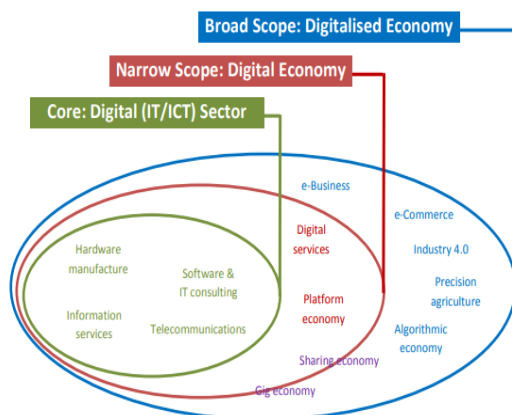 Broad Scope: Digitalised Economy
Narrow Scope: Digital Economy
Core: Digital (IT/ICT) Sector
e-Business
e-Commerce
Digital
services
Industry 4.0
Hardware
manufacture
Software &
IT consulting
Precision
agriculture
Platform
economy
Information
services
Telecommunications
Algorithmic
economy
Sharing economy
Gig economy